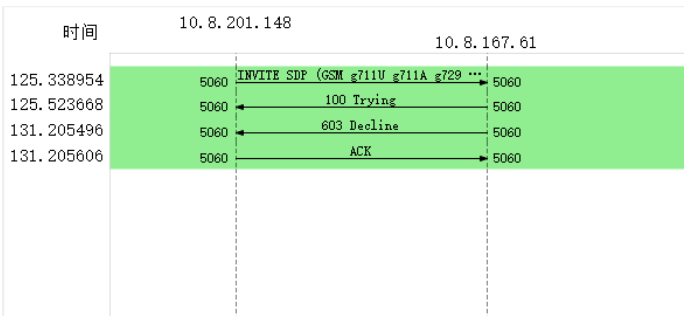 时间
10.8.201.148
10.8.167.61
125.338954 5060 INVITE SDP (GSM g711U g711A g729 ··· 5060
125.523668 5060 100 Trying 5060
131.205496 5060 603 Decline 5060
131.205606 5060 ACK 5060